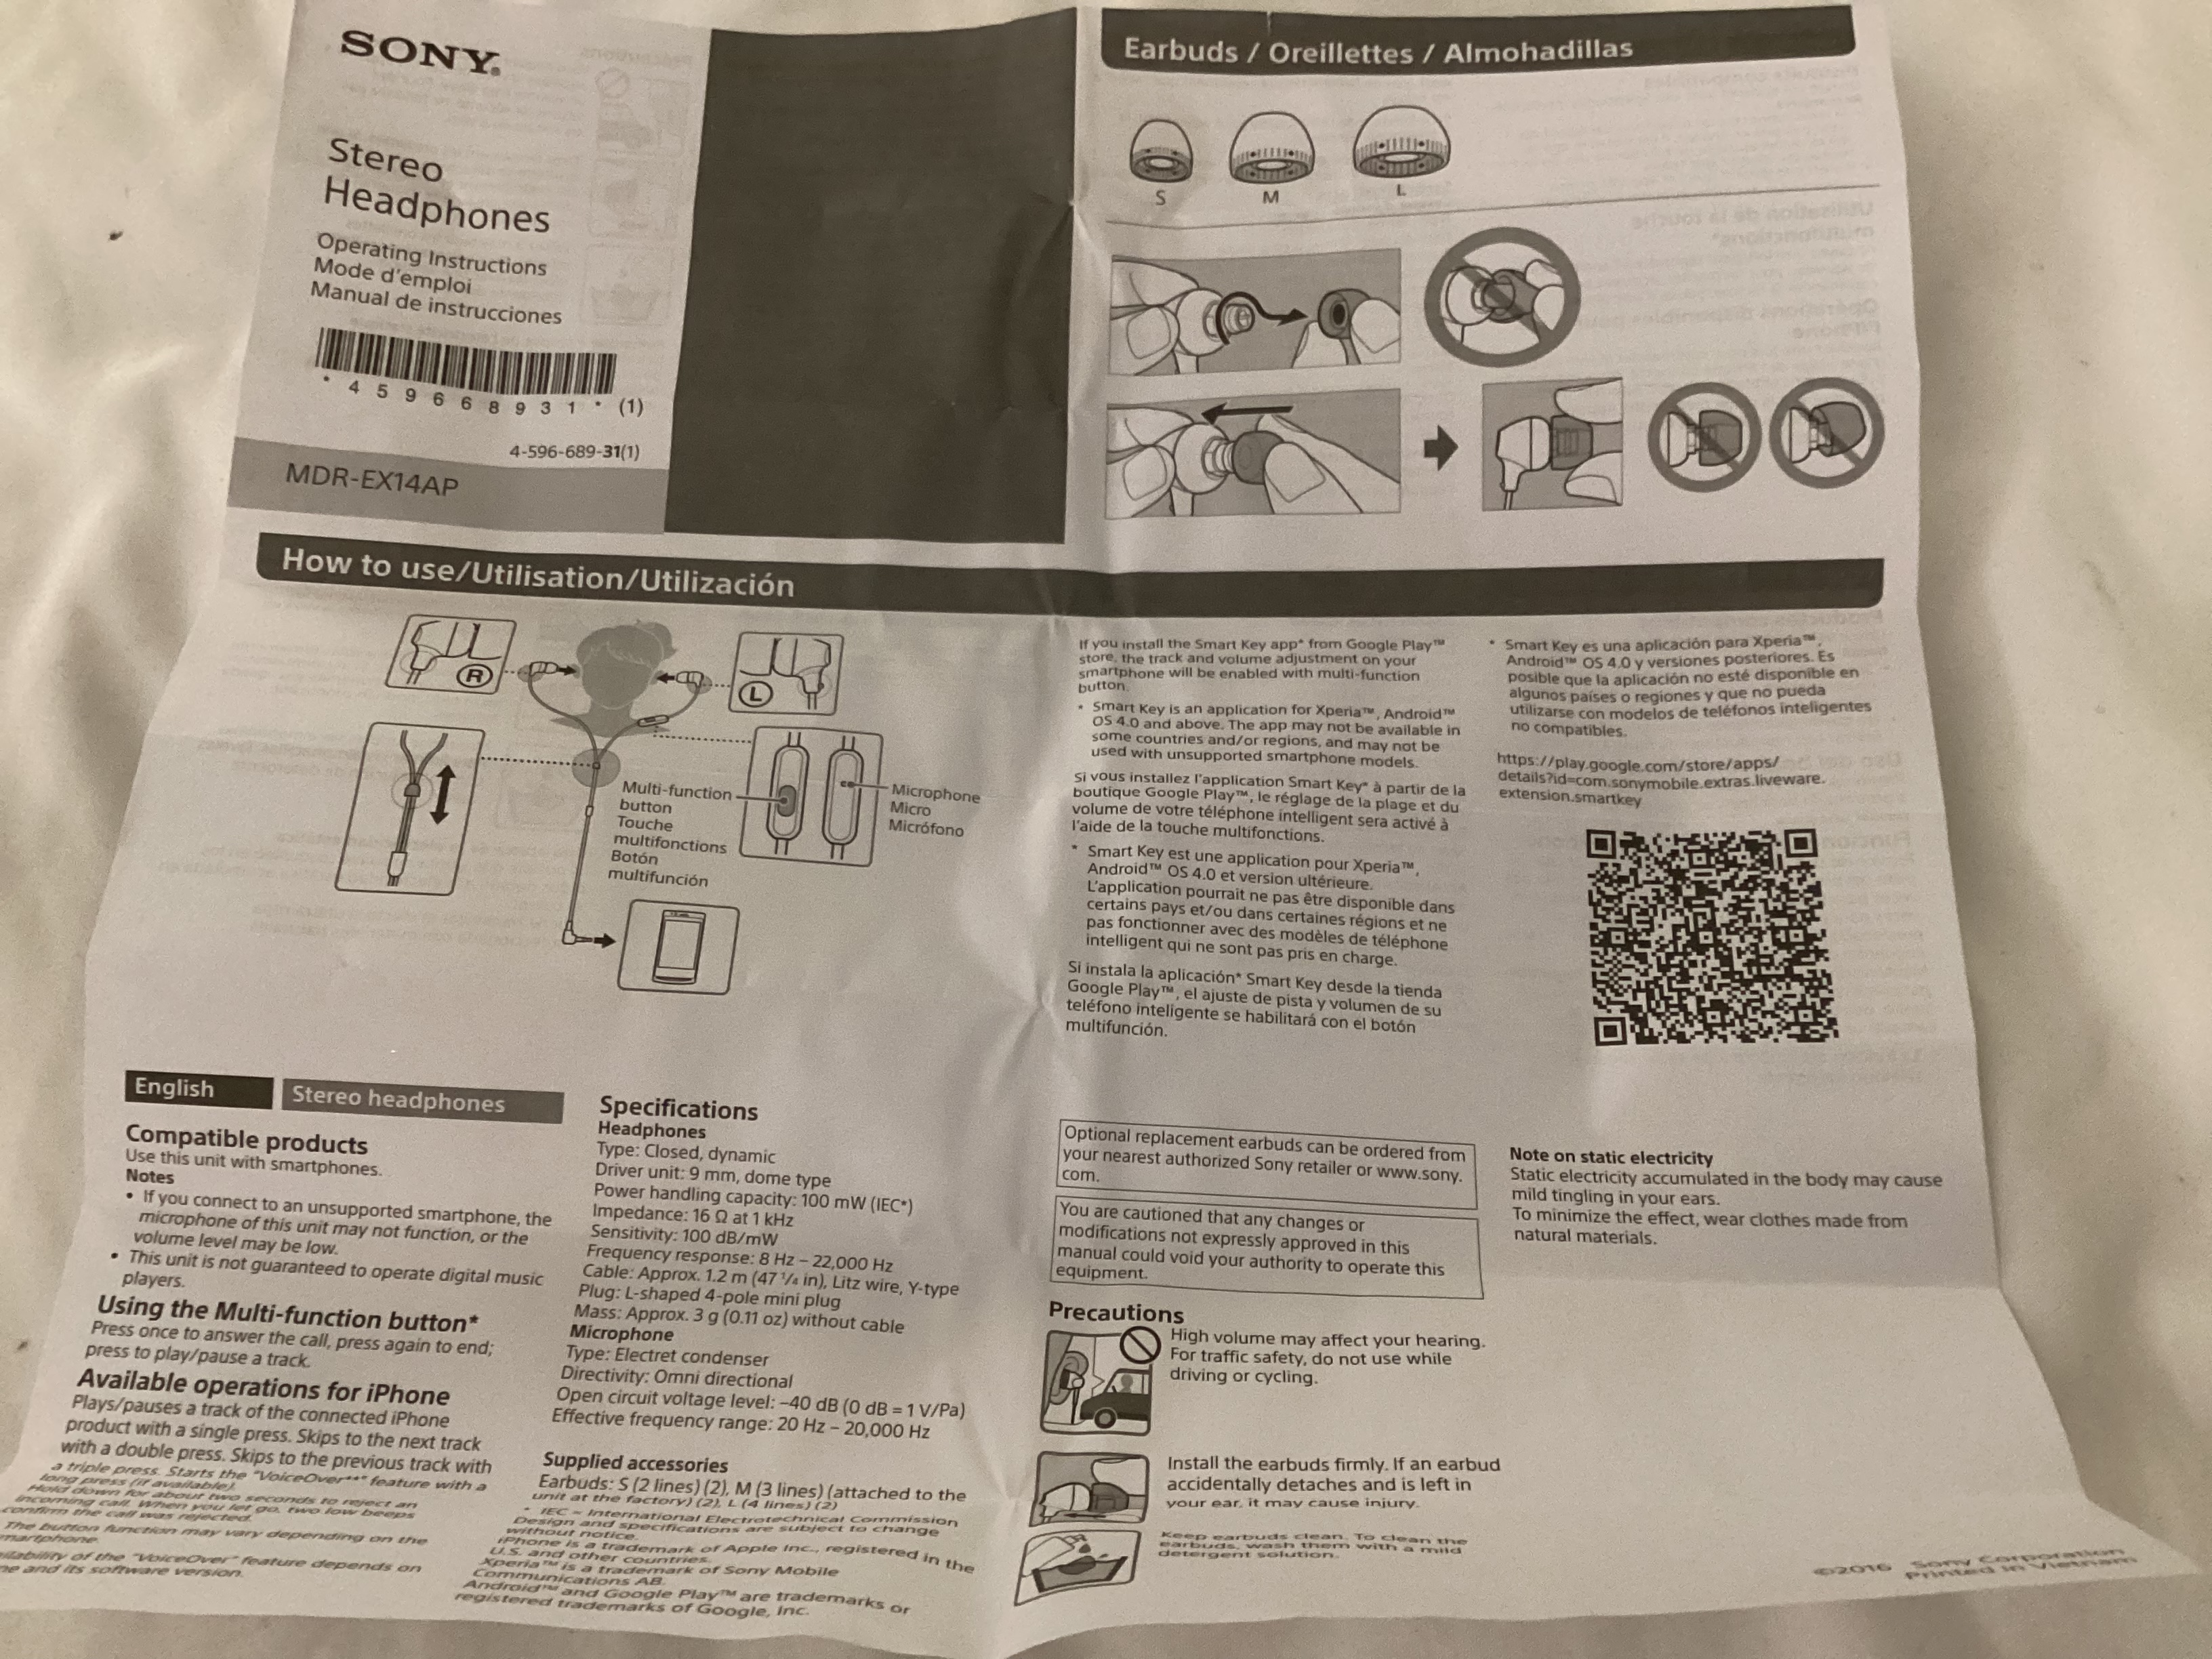 SONY®
Stereo
Headphones
Operating Instructions
Mode d'emploi
Manual de instrucciones
* 4 5 9 6 6 8 9 3 1 * (1)
4-596-689-31(1)
MDR-EX14AP
Earbuds / Oreillettes / Almohadillas
S
M
L
How to use/Utilisation/Utilización
R
L
Multi-function
button
Touche
multifonctions
Botón
multifunción
Microphone
Micro
Micrófono
If you install the Smart Key app* from Google Play™
store, the track and volume adjustment on your
smartphone will be enabled with multi-function
button.
* Smart Key is an application for Xperia™, Android™
OS 4.0 and above. The app may not be available in
some countries and/or regions, and may not be
used with unsupported smartphone models.
Si vous installez l'application Smart Key* à partir de la
boutique Google Play™, le réglage de la plage et du
volume de votre téléphone intelligent sera activé à
l'aide de la touche multifonctions.
* Smart Key est une application pour Xperia™,
Android™ OS 4.0 et version ultérieure.
L'application pourrait ne pas être disponible dans
certains pays et/ou dans certaines régions et ne
pas fonctionner avec des modèles de téléphone
intelligent qui ne sont pas pris en charge.
Si instala la aplicación* Smart Key desde la tienda
Google Play™, el ajuste de pista y volumen de su
teléfono inteligente se habilitará con el botón
multifunción.
* Smart Key es una aplicación para Xperia™,
Android™ OS 4.0 y versiones posteriores. Es
posible que la aplicación no esté disponible en
algunos países o regiones y que no pueda
utilizarse con modelos de teléfonos inteligentes
no compatibles.
https://play.google.com/store/apps/
details?id=com.sonymobile.extras.liveware.
extension.smartkey
English
Stereo headphones
Compatible products
Use this unit with smartphones.
Notes
• If you connect to an unsupported smartphone, the
microphone of this unit may not function, or the
volume level may be low.
• This unit is not guaranteed to operate digital music
players.
Using the Multi-function button*
Press once to answer the call, press again to end;
press to play/pause a track.
Available operations for iPhone
Plays/pauses a track of the connected iPhone
product with a single press. Skips to the next track
with a double press. Skips to the previous track with
a triple press. Starts the "VoiceOver**" feature with a
long press (if available).
Hold down for about two seconds to reject an
incoming call. When you let go, two low beeps
confirm the call was rejected.
The button function may vary depending on the
smartphone.
of the "VoiceOver" feature depends on
and its software version.
Specifications
Headphones
Type: Closed, dynamic
Driver unit: 9 mm, dome type
Power handling capacity: 100 mW (IEC*)
Impedance: 16 Ω at 1 kHz
Sensitivity: 100 dB/mW
Frequency response: 8 Hz – 22,000 Hz
Cable: Approx. 1.2 m (47 1/4 in), Litz wire, Y-type
Plug: L-shaped 4-pole mini plug
Mass: Approx. 3 g (0.11 oz) without cable
Microphone
Type: Electret condenser
Directivity: Omni directional
Open circuit voltage level: –40 dB (0 dB = 1 V/Pa)
Effective frequency range: 20 Hz – 20,000 Hz
Supplied accessories
Earbuds: S (2 lines) (2), M (3 lines) (attached to the
unit at the factory) (2), L (4 lines) (2)
* IEC = International Electrotechnical Commission
Design and specifications are subject to change
without notice.
iPhone is a trademark of Apple Inc., registered in the
U.S. and other countries.
Xperia™ is a trademark of Sony Mobile
Communications AB.
Android™ and Google Play™ are trademarks or
registered trademarks of Google, Inc.
Optional replacement earbuds can be ordered from
your nearest authorized Sony retailer or www.sony.
com.
You are cautioned that any changes or
modifications not expressly approved in this
manual could void your authority to operate this
equipment.
Precautions
High volume may affect your hearing.
For traffic safety, do not use while
driving or cycling.
Install the earbuds firmly. If an earbud
accidentally detaches and is left in
your ear, it may cause injury.
Keep earbuds clean. To clean the
earbuds, wash them with a mild
detergent solution.
Note on static electricity
Static electricity accumulated in the body may cause
mild tingling in your ears.
To minimize the effect, wear clothes made from
natural materials.
©2016 Sony Corporation
Printed in Vietnam